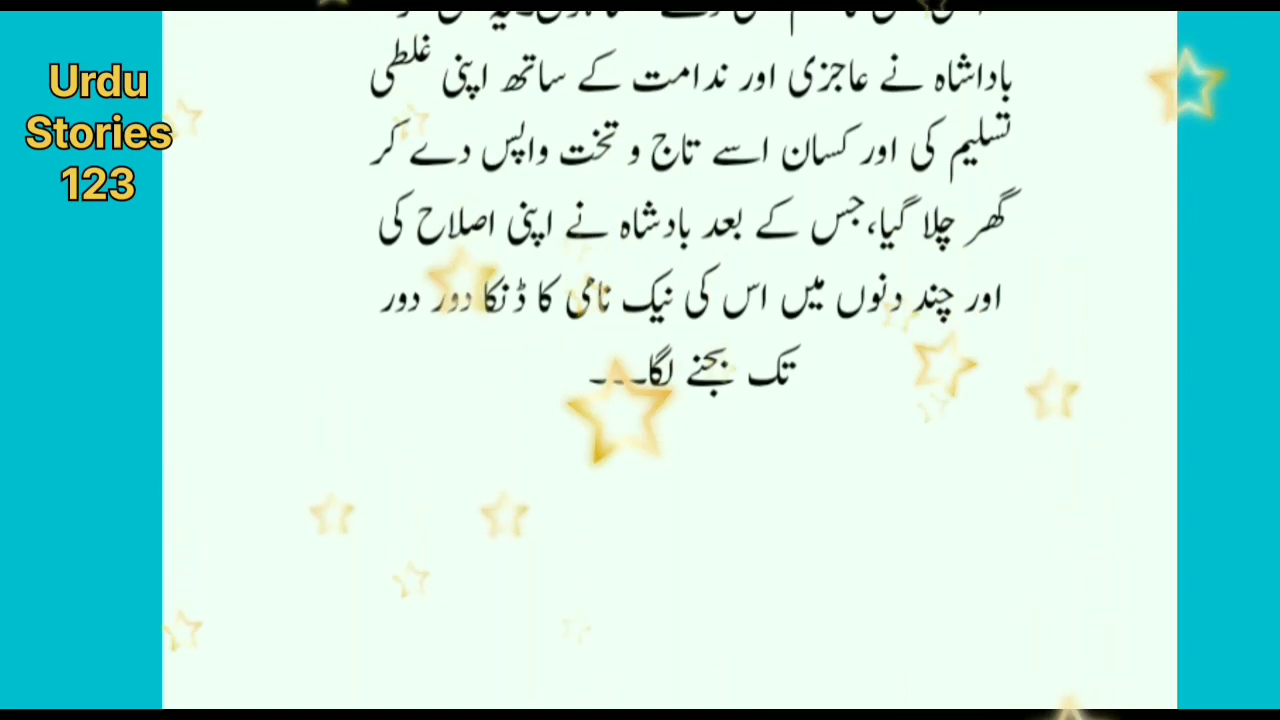 Urdu
Stories
123
باداشاہ نے عاجزی اور ندامت کے ساتھ اپنی غلطی
تسلیم کی اور کسان اسے تاج و تخت واپس دے کر
گھر چلا گیا،جس کے بعد بادشاہ نے اپنی اصلاح کی
اور چند دنوں میں اس کی نیک نامی کا ڈنکا دور دور
تک بجنے لگا۔۔۔